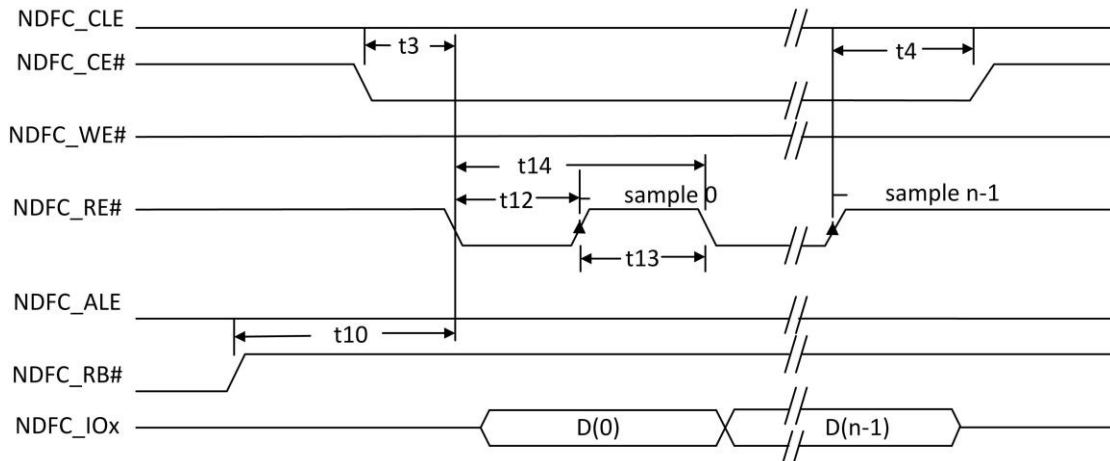 NDFC_CLE
t3
t4
NDFC_CE#
NDFC_WE#
t14
t12
sample 0
sample n-1
NDFC_RE#
t13
NDFC_ALE
t10
NDFC_RB#
NDFC_IOx
D(0)
D(n-1)